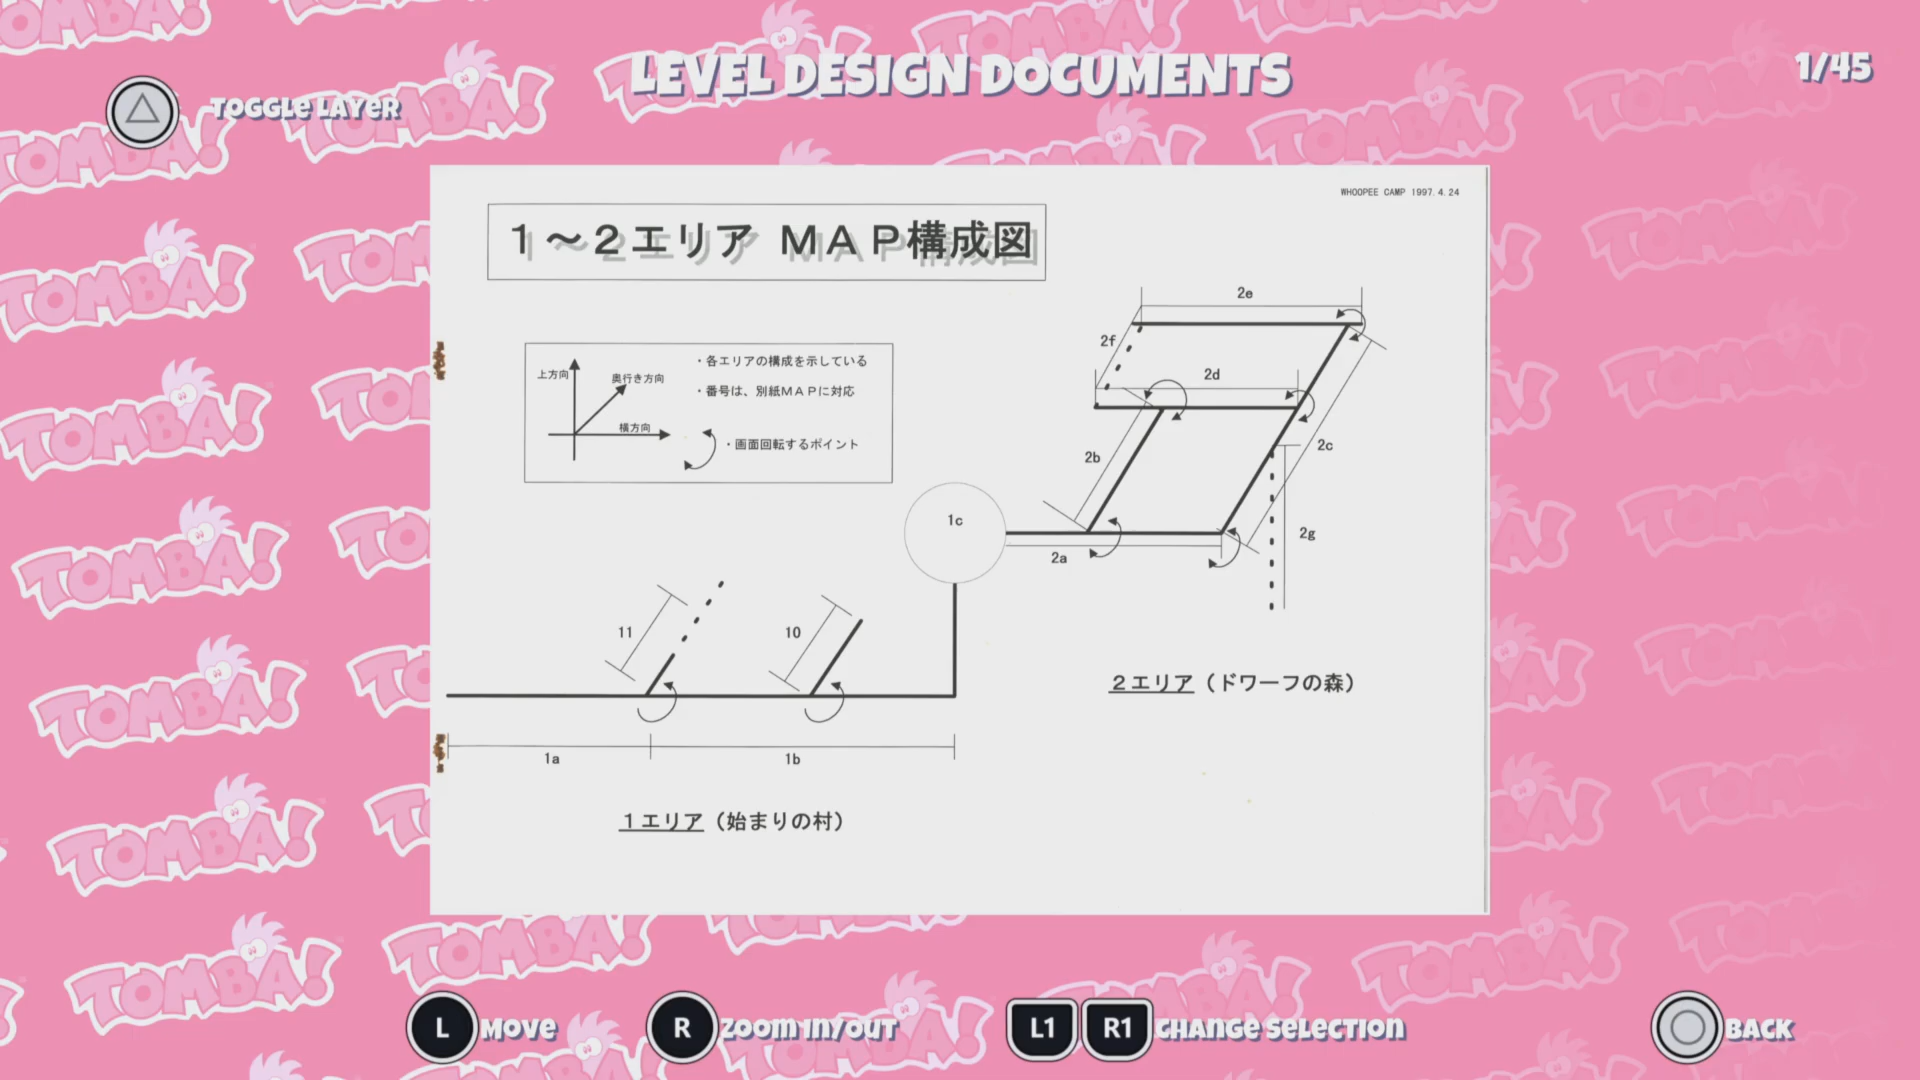 LEVEL DESIGN DOCUMENTS
1/45
TOGGLE LAYER
WHOOPEE CAMP 1997.4.24
1～2エリア MAP構成図
上方向
奥行き方向
横方向
・各エリアの構成を示している
・番号は、別紙MAPに対応
・画面回転するポイント
2e
2f
2d
2b
2c
1c
2a
2g
11
10
2エリア（ドワーフの森）
1a
1b
1エリア（始まりの村）
L MOVE
R ZOOM IN/OUT
L1 R1 CHANGE SELECTION
BACK
TOMBA!